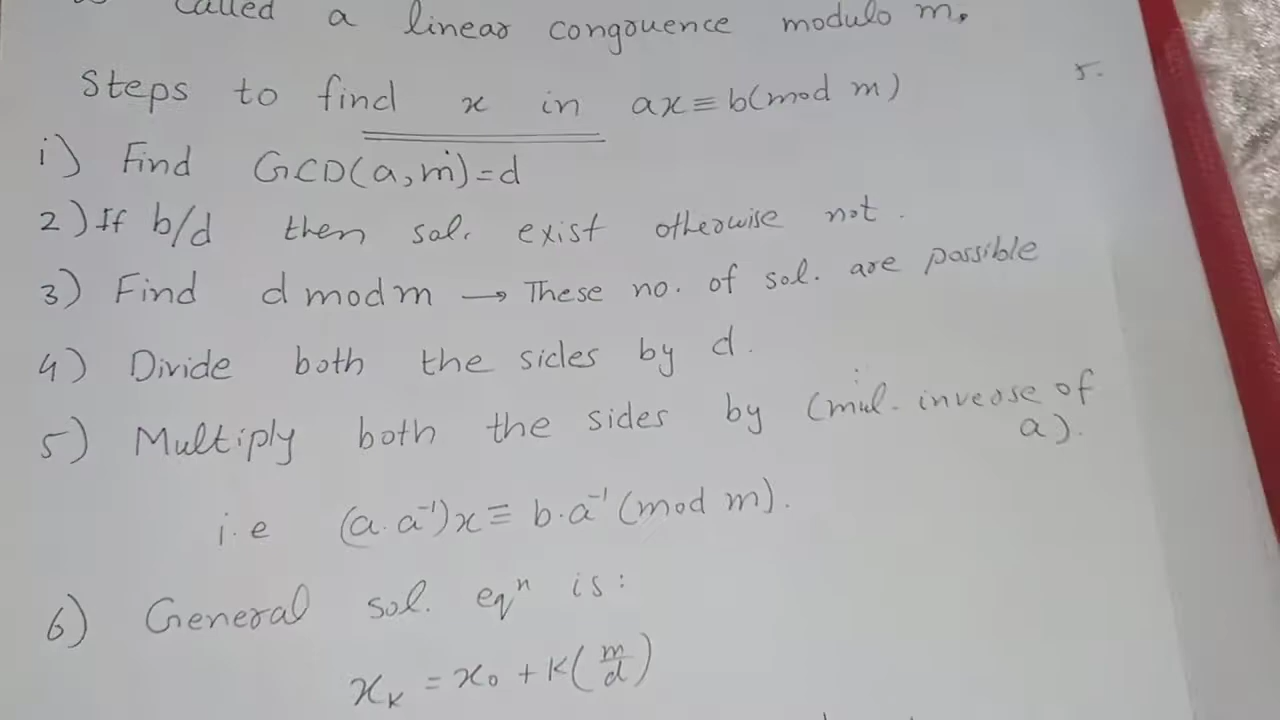 called a linear congruence modulo m.
Steps to find x in ax≡b(mod m)
5.
i) Find GCD(a,m)=d
2) If b/d then sol. exist otherwise not.
3) Find d mod m → These no. of sol. are possible
4) Divide both the sides by d.
5) Multiply both the sides by (mul. inverse of
a).
i.e (a.a⁻¹)x≡ b.a⁻¹ (mod m).
6) General sol. eqⁿ is:
xₖ = x₀ + k(m/d)